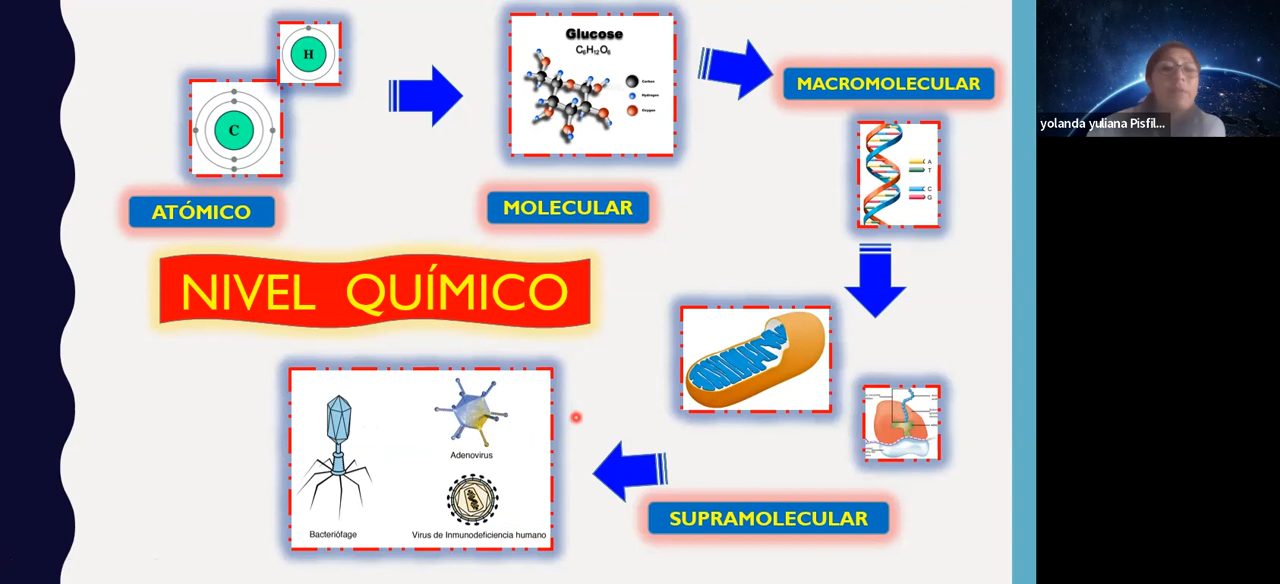 H
C
ATÓMICO
Glucose
C₆H₁₂O₆
Carbon
Hydrogen
Oxygen
MOLECULAR
MACROMOLECULAR
A
T
C
G
NIVEL QUÍMICO
Adenovirus
Bacteriófage
Virus de Inmunodeficiencia humano
SUPRAMOLECULAR
yolanda yuliana Pisfil...